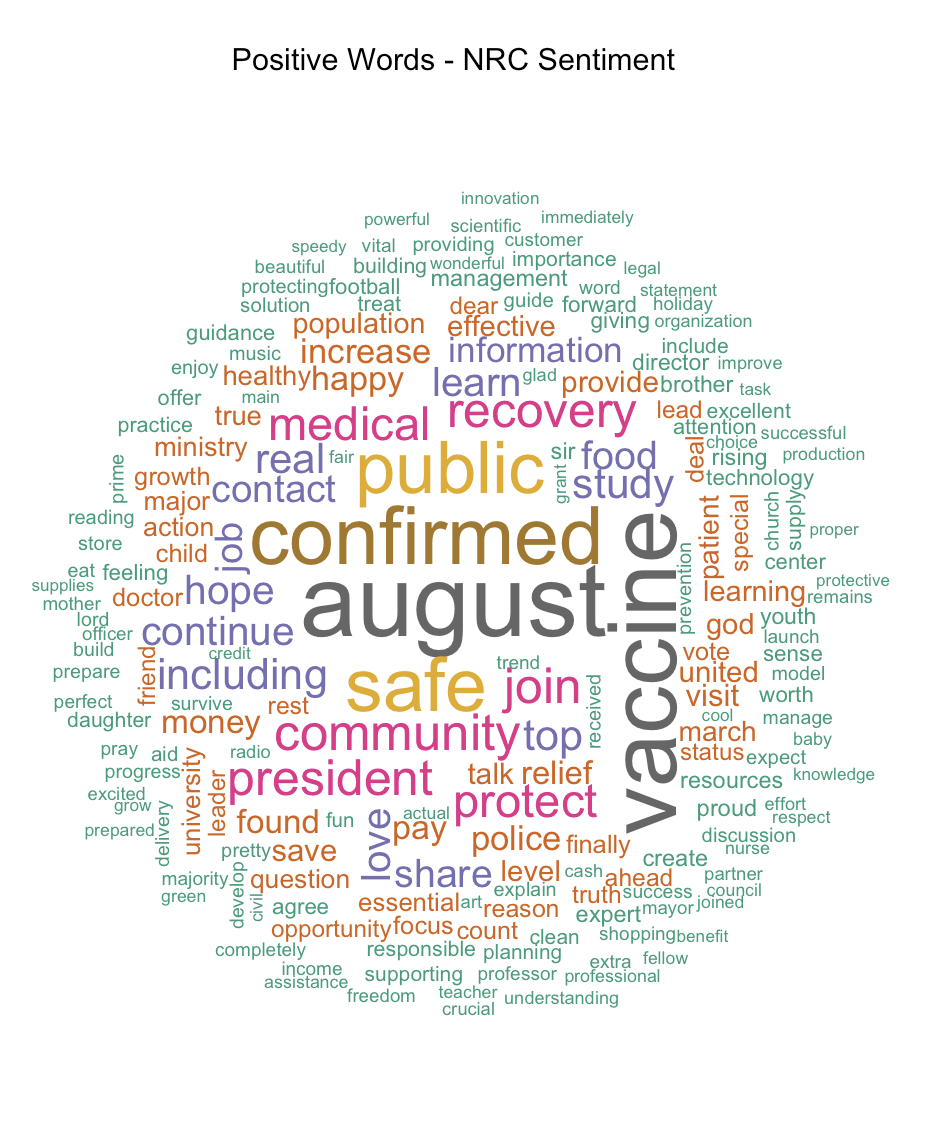 Positive Words - NRC Sentiment
innovation
powerful scientific immediately
speedy vital providing customer
beautiful building wonderful importance legal
protecting football management word statement
solution treat dear guide forward holiday
guidance population effective giving organization
music increase information include
enjoy healthy happy learn glad provide director improve
offer main brother task
practice true medical recovery lead excellent
ministry real fair public sir food deal attention successful
prime growth contact grant study choice rising production
reading major technology
store action job confirmed patient special church supply proper
eat feeling child center
supplies mother doctor hope august vaccine prevention learning protective remains
lord officer continue god youth launch
build credit vote sense
prepare friend including safe trend join united model
perfect survive rest received visit worth
daughter money community top cool march manage
pray aid radio status expect baby
progress university president talk relief resources knowledge
excited leader protect proud effort
grow prepared delivery found fun love actual pay police finally respect
discussion nurse
pretty save share level cash create
majority question explain ahead partner
green develop civil agree essential art reason truth success council
opportunity focus count expert mayor joined
completely responsible planning clean shopping benefit
income supporting professor extra fellow
assistance professional
freedom teacher understanding
crucial